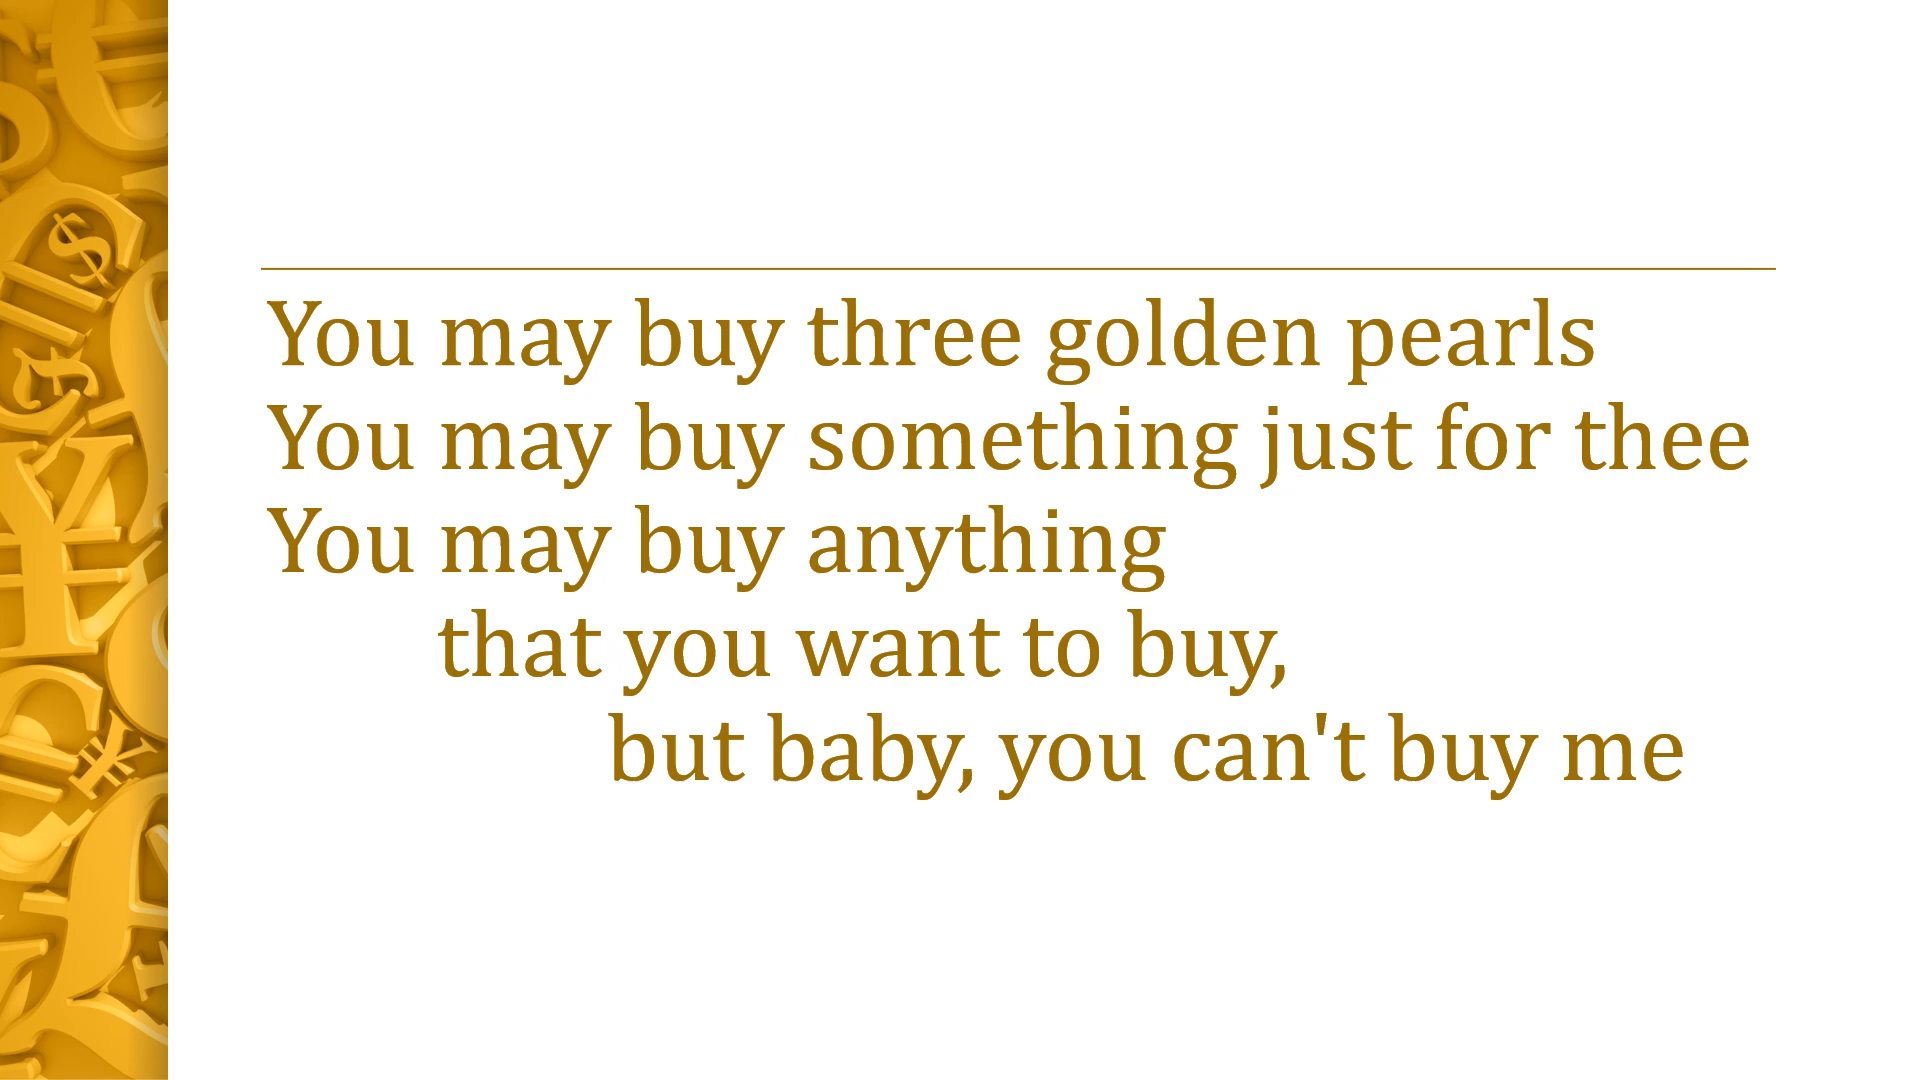 You may buy three golden pearls
You may buy something just for thee
You may buy anything
that you want to buy,
but baby, you can't buy me